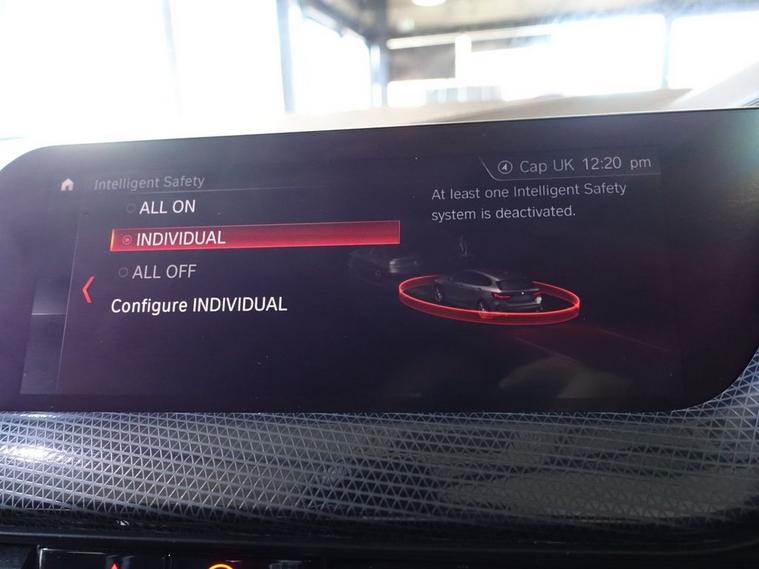 Intelligent Safety
Cap UK 12:20 pm
ALL ON
INDIVIDUAL
ALL OFF
Configure INDIVIDUAL
At least one Intelligent Safety
system is deactivated.